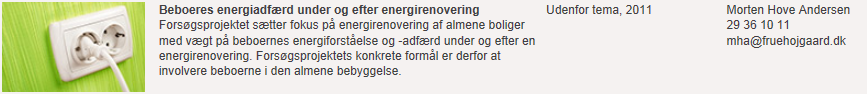 Beboeres energiadfærd under og efter energirenovering
Forsøgsprojektet sætter fokus på energirenovering af almene boliger
med vægt på beboernes energiforståelse og -adfærd under og efter en
energirenovering. Forsøgsprojektets konkrete formål er derfor at
involvere beboerne i den almene bebyggelse.
Udenfor tema, 2011
Morten Hove Andersen
29 36 10 11
mha@fruehojgaard.dk